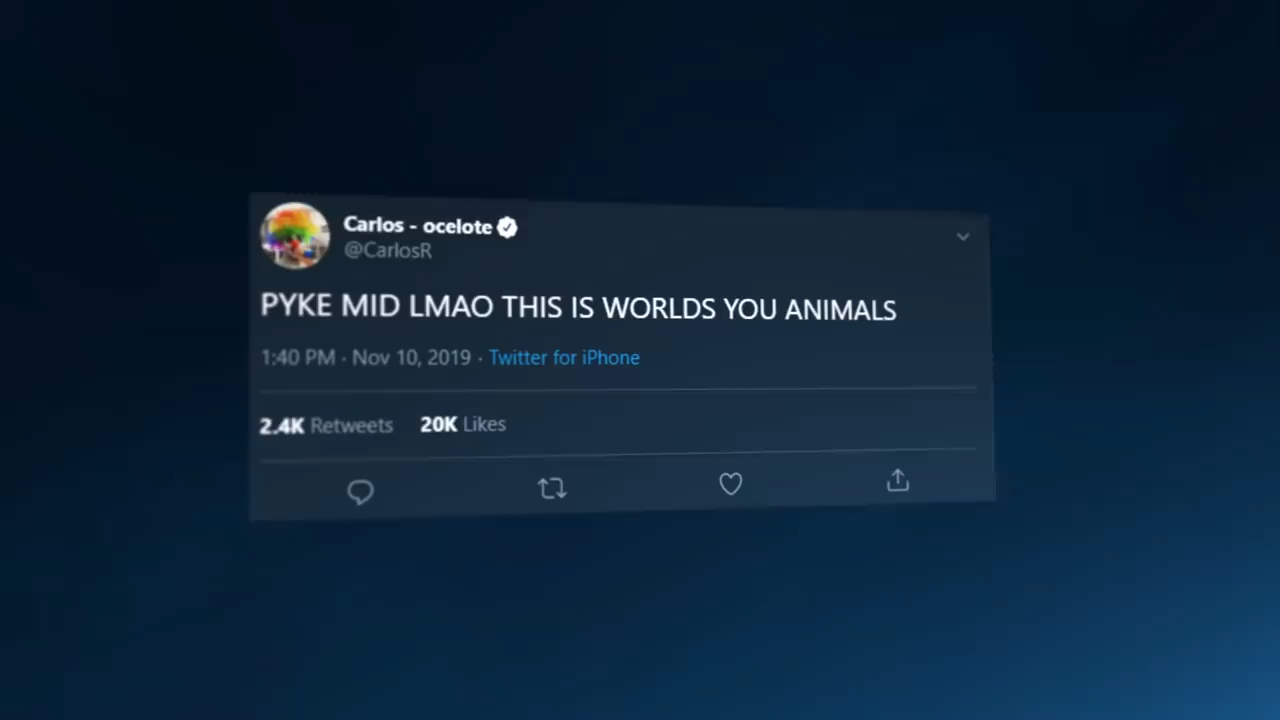 Carlos - ocelote
@CarlosR
PYKE MID LMAO THIS IS WORLDS YOU ANIMALS
1:40 PM · Nov 10, 2019 · Twitter for iPhone
2.4K Retweets 20K Likes